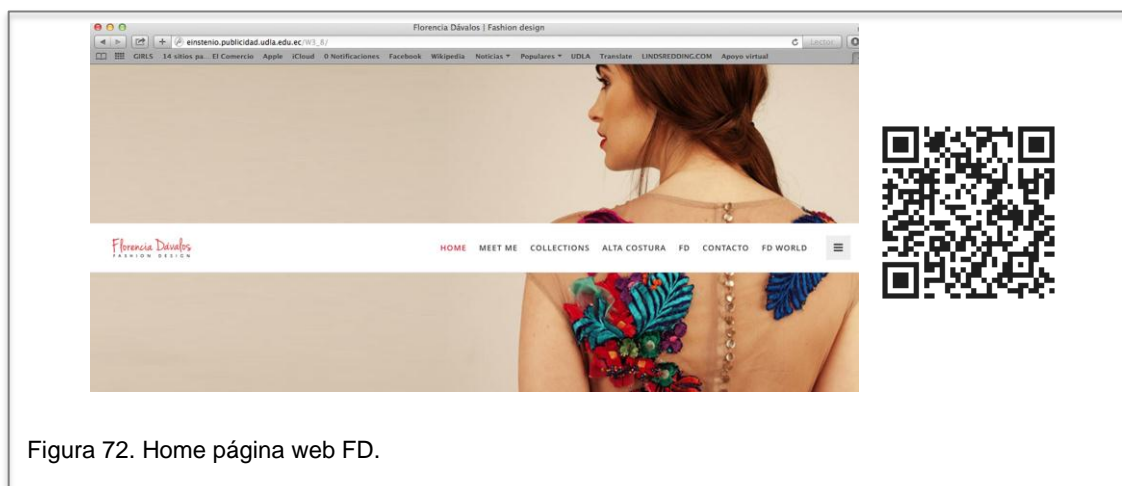 Florencia Dávalos | Fashion design
einstenio.publicidad.udla.edu.ec/W3_6/
Lector
GIRLS 14 sitios pa... El Comercio Apple iCloud 0 Notificaciones Facebook Wikipedia Noticias Populares UDLA Translate LINDSREDDING.COM Apoyo virtual
Florencia Dávalos
FASHION DESIGN
HOME MEET ME COLLECTIONS ALTA COSTURA FD CONTACTO FD WORLD
Figura 72. Home página web FD.